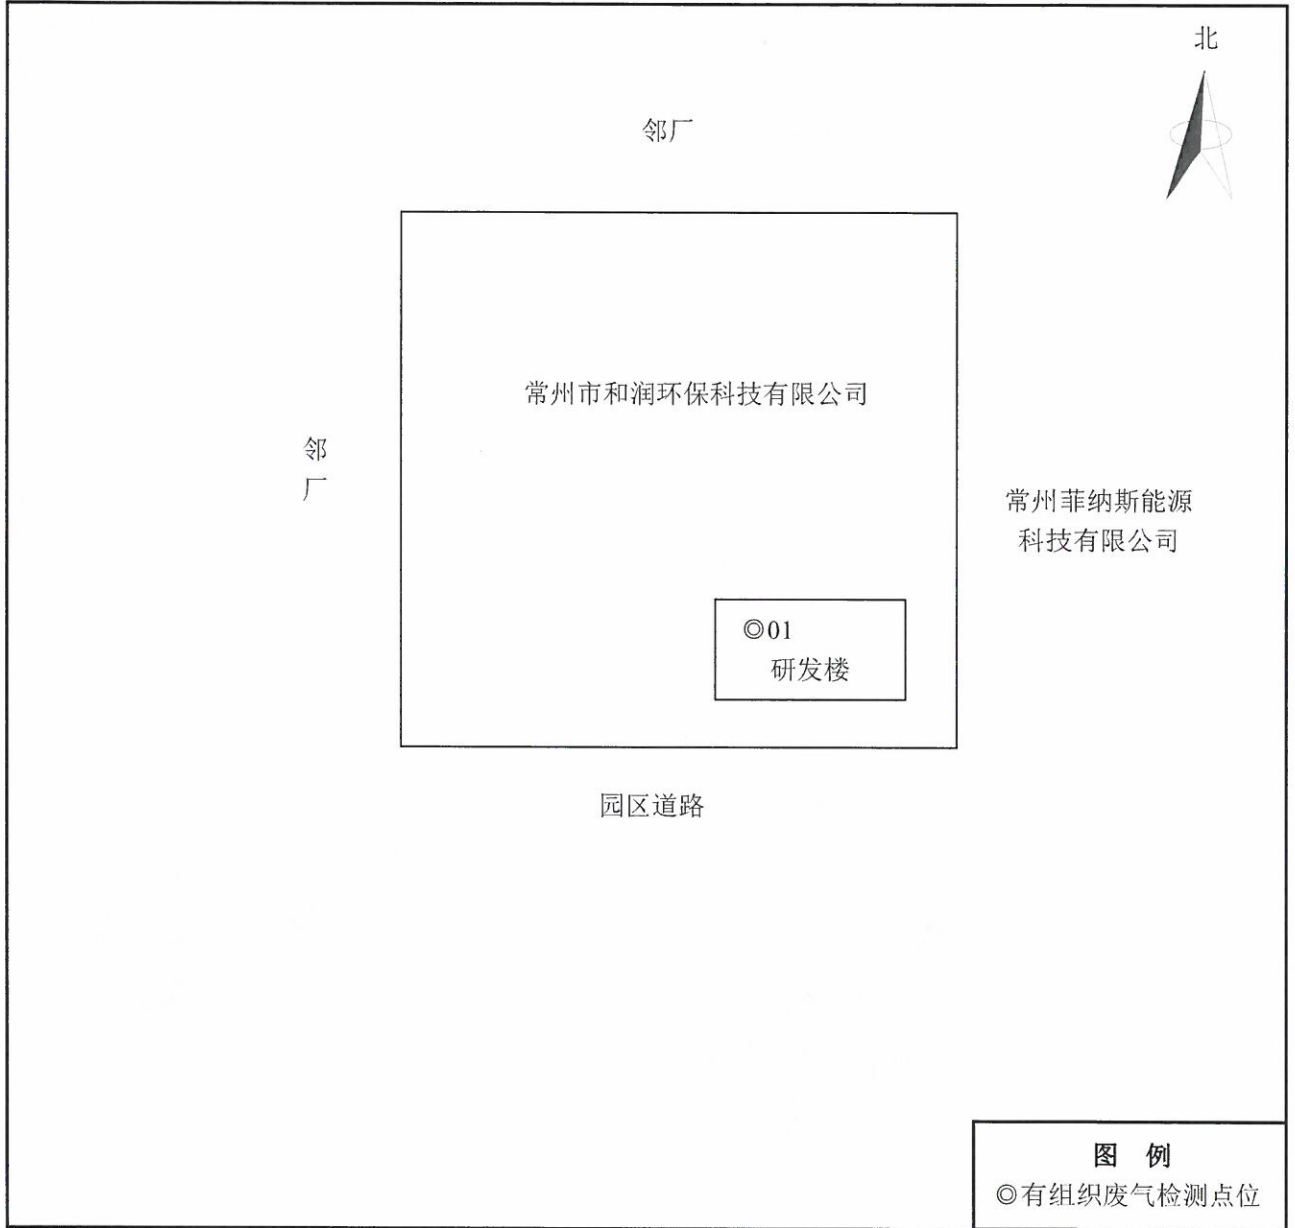 北
邻厂
常州市和润环保科技有限公司
邻
厂
常州菲纳斯能源
科技有限公司
◎01
研发楼
园区道路
图 例
◎有组织废气检测点位